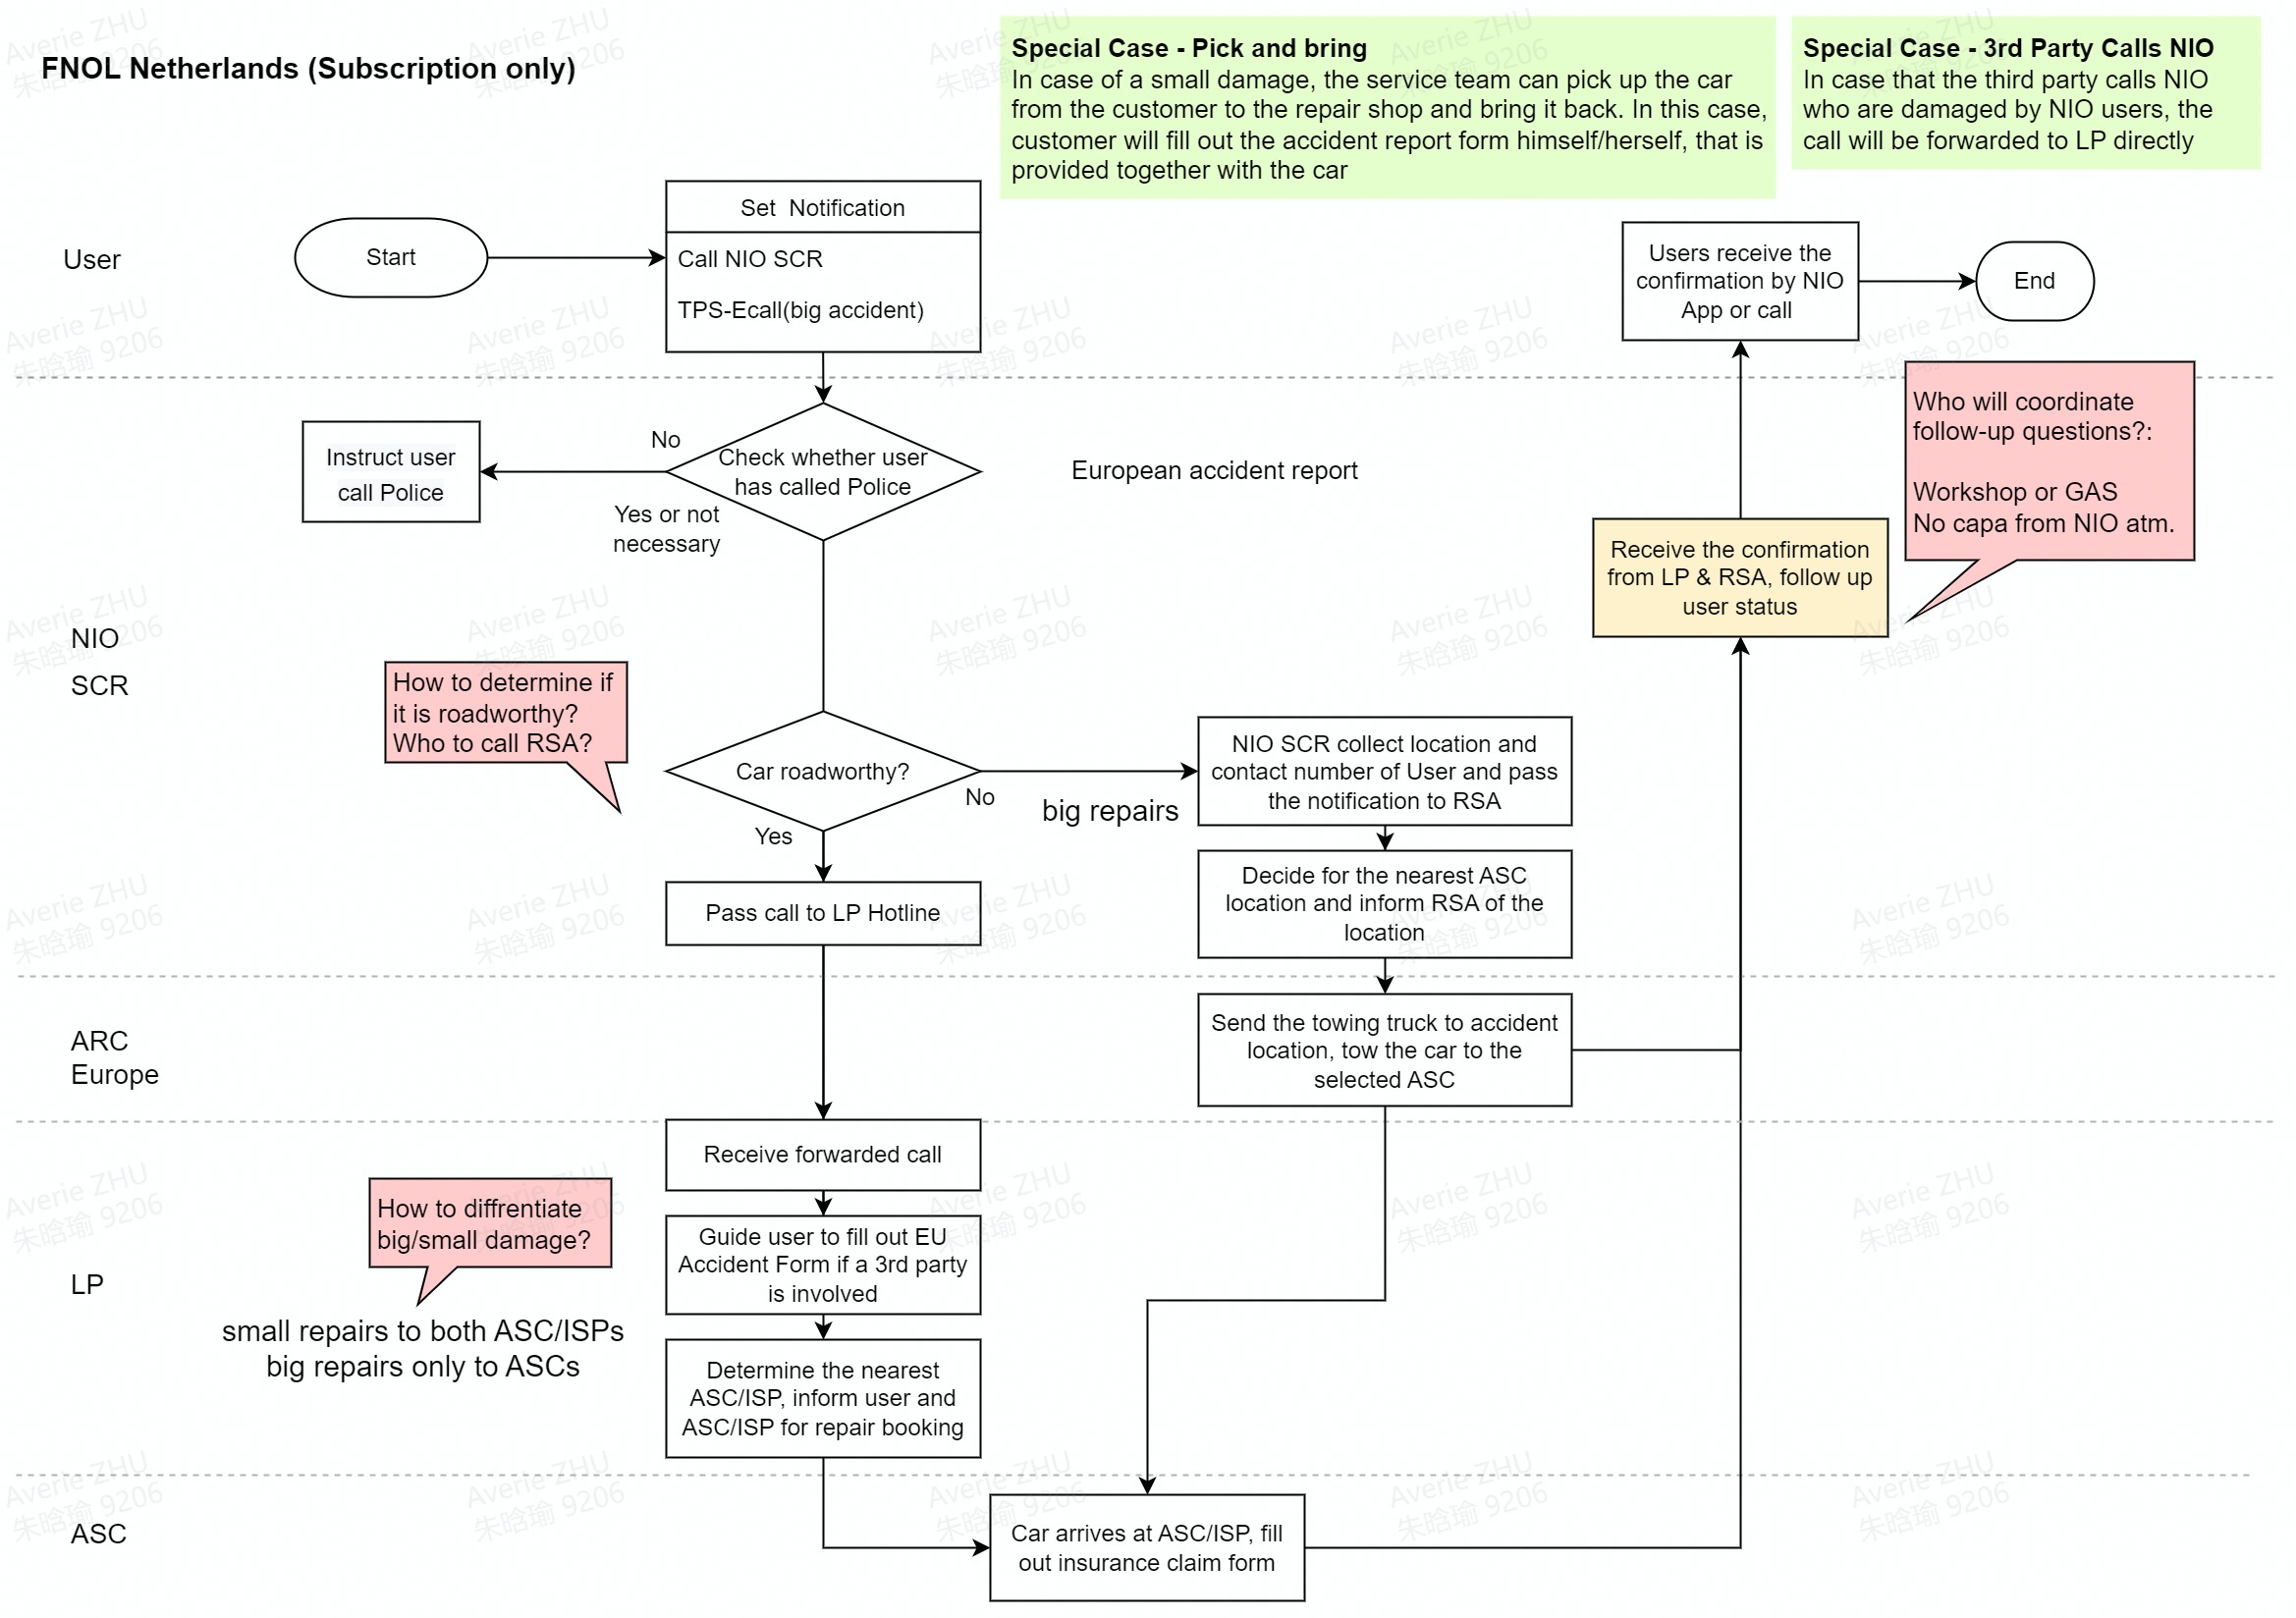 FNOL Netherlands (Subscription only)
Special Case - Pick and bring
In case of a small damage, the service team can pick up the car
from the customer to the repair shop and bring it back. In this case,
customer will fill out the accident report form himself/herself, that is
provided together with the car
Special Case - 3rd Party Calls NIO
In case that the third party calls NIO
who are damaged by NIO users, the
call will be forwarded to LP directly
User
Start
Set  Notification
Call NIO SCR
TPS-Ecall(big accident)
Users receive the
confirmation by NIO
App or call
End
NIO
SCR
Instruct user
call Police
No
Check whether user
has called Police
Yes or not
necessary
European accident report
Who will coordinate
follow-up questions?:
Workshop or GAS
No capa from NIO atm.
Receive the confirmation
from LP & RSA, follow up
user status
How to determine if
it is roadworthy?
Who to call RSA?
Car roadworthy?
No
big repairs
Yes
NIO SCR collect location and
contact number of User and pass
the notification to RSA
Pass call to LP Hotline
Decide for the nearest ASC
location and inform RSA of the
location
ARC
Europe
Send the towing truck to accident
location, tow the car to the
selected ASC
LP
Receive forwarded call
How to diffrentiate
big/small damage?
Guide user to fill out EU
Accident Form if a 3rd party
is involved
small repairs to both ASC/ISPs
big repairs only to ASCs
Determine the nearest
ASC/ISP, inform user and
ASC/ISP for repair booking
ASC
Car arrives at ASC/ISP, fill
out insurance claim form
Averie ZHU
朱晗瑜 9206